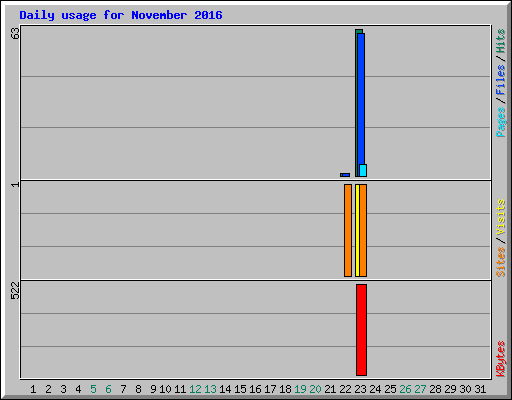 Daily usage for November 2016
63
1
522
Pages / Files / Hits
Sites / Visits
KBytes
1 2 3 4 5 6 7 8 9 10 11 12 13 14 15 16 17 18 19 20 21 22 23 24 25 26 27 28 29 30 31